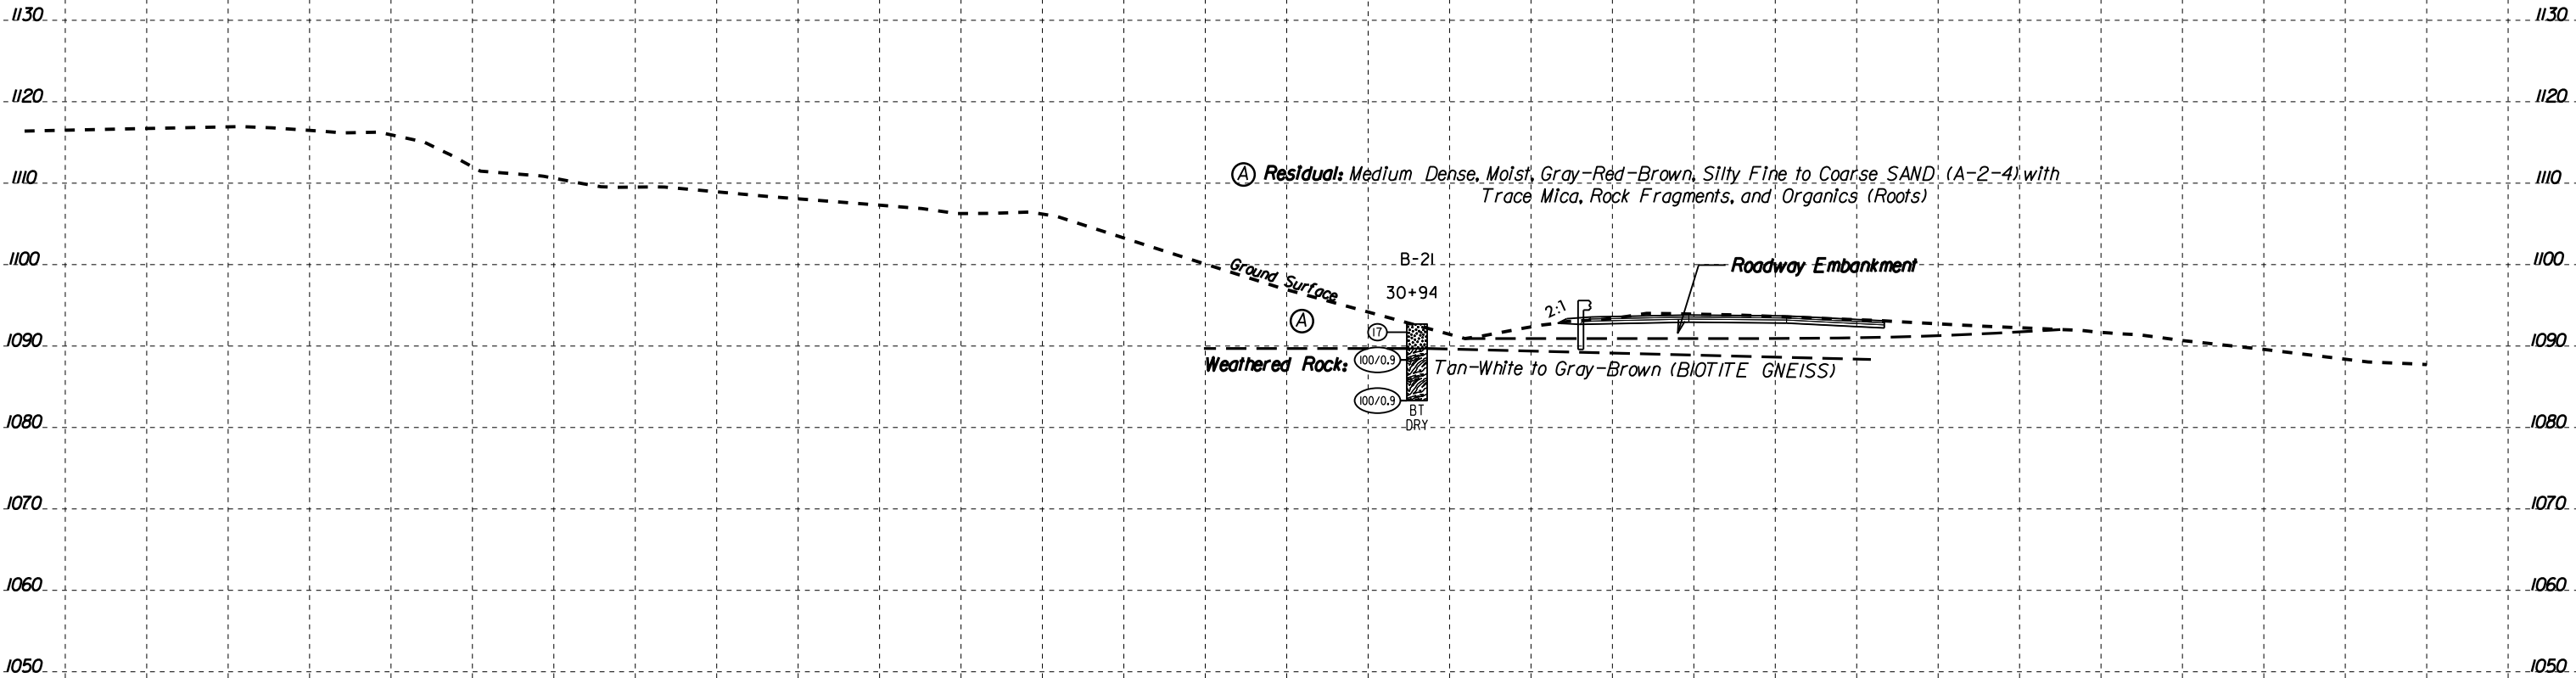 1130 1130
1120 1120
Ⓐ Residual: Medium Dense, Moist, Gray-Red-Brown, Silty Fine to Coarse SAND (A-2-4) with
1110 1110
Trace Mica, Rock Fragments, and Organics (Roots)
B-21
1100 1100
Roadway Embankment
Ground Surface
30+94
2:1
A
17
1090 1090
Weathered Rock: 100/0.9 Tan-White to Gray-Brown (BIOTITE GNEISS)
100/0.9
BT
1080 1080
DRY
1070 1070
1060 1060
1050 1050